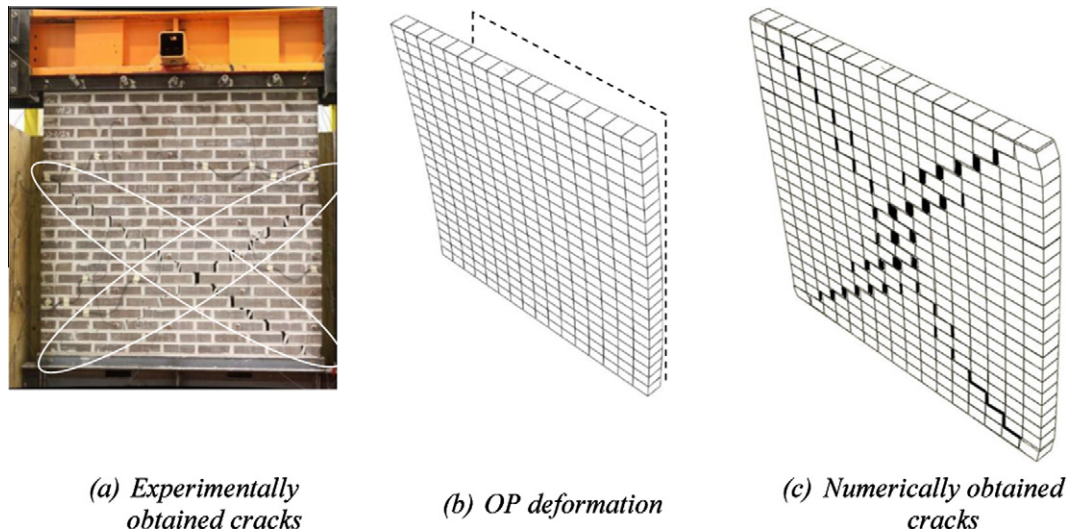 (a) Experimentally
obtained cracks
(b) OP deformation
(c) Numerically obtained
cracks